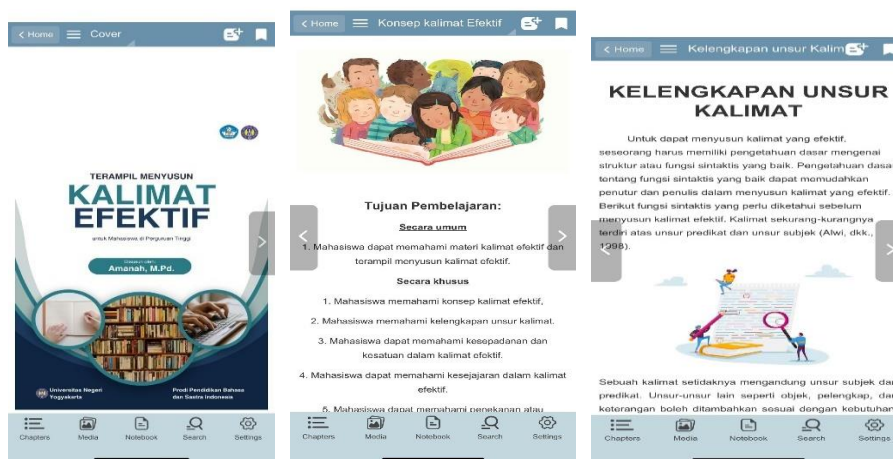 < Home Cover
TERAMPIL MENYUSUN
KALIMAT
EFEKTIF
untuk Mahasiswa di Perguruan Tinggi
Amanah, M.Pd.
Universitas Negeri
Yogyakarta
Prodi Pendidikan Bahasa
dan Sastra Indonesia
Chapters Media Notebook Search Settings
< Home Konsep kalimat Efektif
Tujuan Pembelajaran:
Secara umum
1. Mahasiswa dapat memahami materi kalimat efektif dan
terampil menyusun kalimat efektif.
Secara khusus
1. Mahasiswa memahami konsep kalimat efektif,
2. Mahasiswa memahami kelengkapan unsur kalimat.
3. Mahasiswa dapat memahami kesepadanan dan
kesatuan dalam kalimat efektif.
4. Mahasiswa dapat memahami kesejajaran dalam kalimat
efektif.
5. Mahasiswa dapat memahami penekanan atau
Chapters Media Notebook Search Settings
< Home Kelengkapan unsur Kalim
KELENGKAPAN UNSUR
KALIMAT
Untuk dapat menyusun kalimat yang efektif,
seseorang harus memiliki pengetahuan dasar mengenai
struktur atau fungsi sintaktis yang baik. Pengetahuan dasa
tentang fungsi sintaktis yang baik dapat memudahkan
penutur dan penulis dalam menyusun kalimat yang efektif.
Berikut fungsi sintaktis yang perlu diketahui sebelum
menyusun kalimat efektif. Kalimat sekurang-kurangnya
terdiri atas unsur predikat dan unsur subjek (Alwi, dkk.,
1998).
Sebuah kalimat setidaknya mengandung unsur subjek da
predikat. Unsur-unsur lain seperti objek, pelengkap, da
keterangan boleh ditambahkan sesuai dengan kebutuhan
Chapters Media Notebook Search Settings